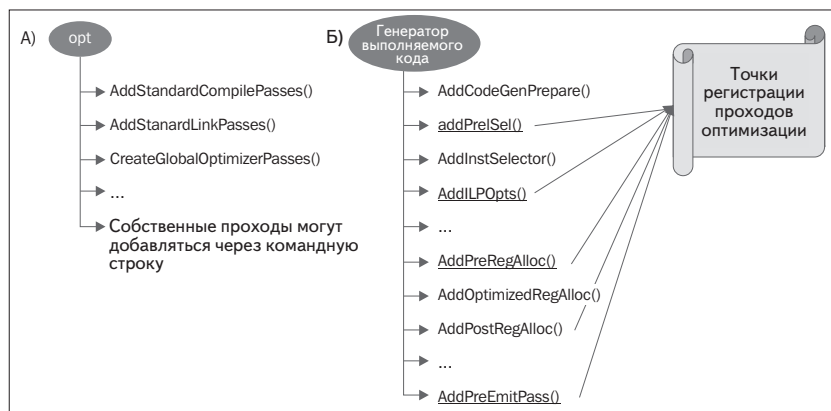 А)
opt
AddStandardCompilePasses()
AddStanardLinkPasses()
CreateGlobalOptimizerPasses()
...
Собственные проходы могут
добавляться через командную
строку
Б)
Генератор
выполняемого
кода
AddCodeGenPrepare()
addPreISel()
AddInstSelector()
AddILPOpts()
...
AddPreRegAlloc()
AddOptimizedRegAlloc()
AddPostRegAlloc()
...
AddPreEmitPass()
Точки
регистрации
проходов
оптимизации